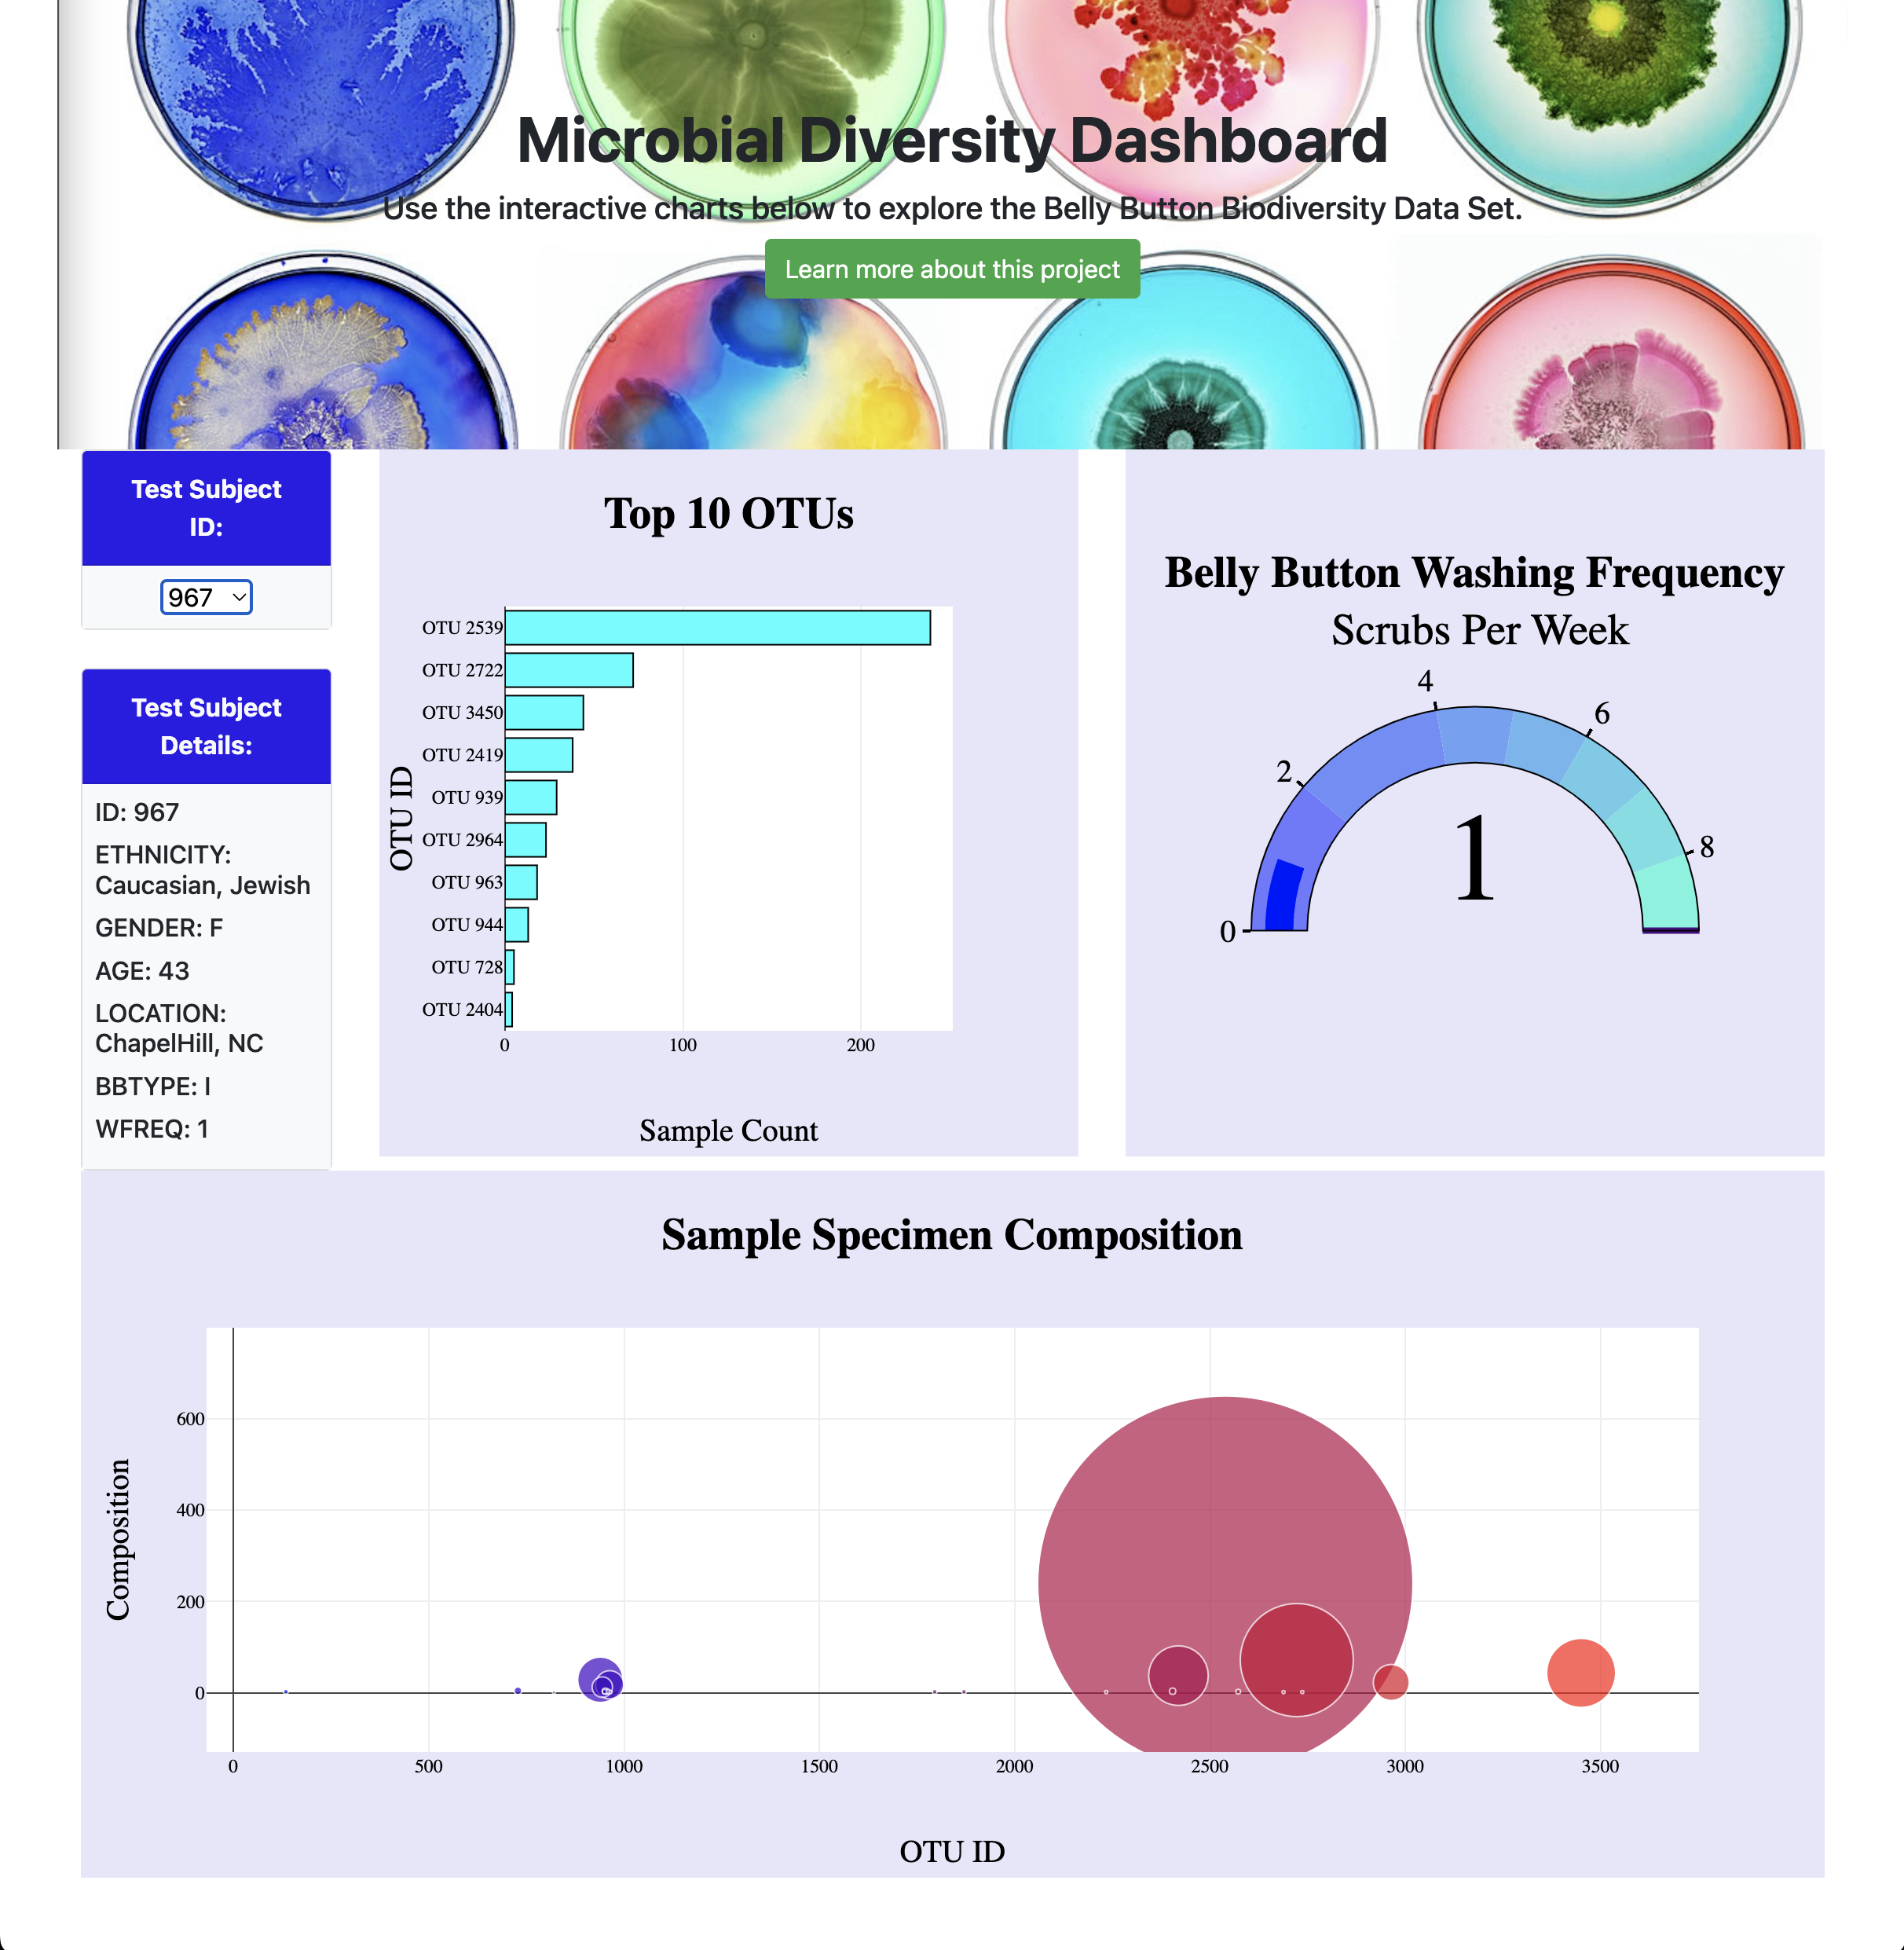 Microbial Diversity Dashboard
Use the interactive charts below to explore the Belly Button Biodiversity Data Set.
Learn more about this project
Test Subject
ID:
967
Test Subject
Details:
ID: 967
ETHNICITY:
Caucasian, Jewish
GENDER: F
AGE: 43
LOCATION:
ChapelHill, NC
BBTYPE: I
WFREQ: 1
Top 10 OTUs
OTU ID
OTU 2539
OTU 2722
OTU 3450
OTU 2419
OTU 939
OTU 2964
OTU 963
OTU 944
OTU 728
OTU 2404
0 100 200
Sample Count
Belly Button Washing Frequency
Scrubs Per Week
0
2
4
6
8
1
Sample Specimen Composition
Composition
600
400
200
0
0 500 1000 1500 2000 2500 3000 3500
OTU ID